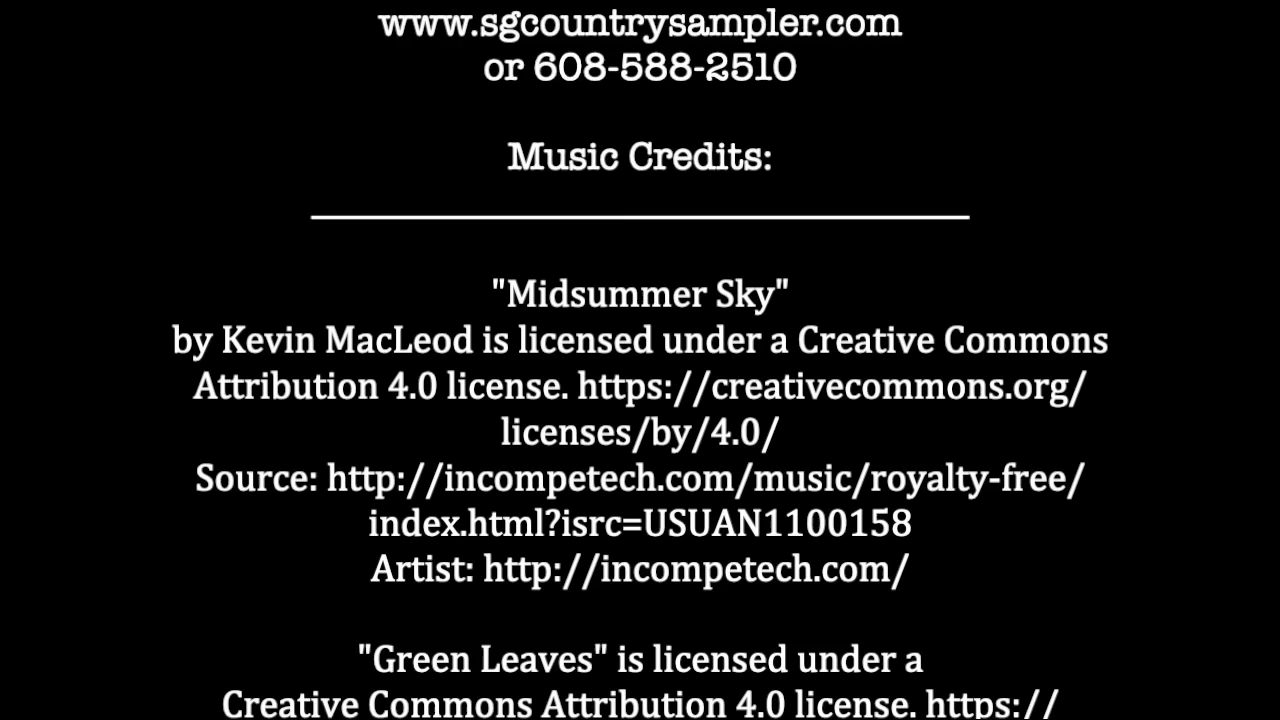 www.sgcountrysampler.com
or 608-588-2510
Music Credits:
"Midsummer Sky"
by Kevin MacLeod is licensed under a Creative Commons
Attribution 4.0 license. https://creativecommons.org/
licenses/by/4.0/
Source: http://incompetech.com/music/royalty-free/
index.html?isrc=USUAN1100158
Artist: http://incompetech.com/
"Green Leaves" is licensed under a
Creative Commons Attribution 4.0 license. https://